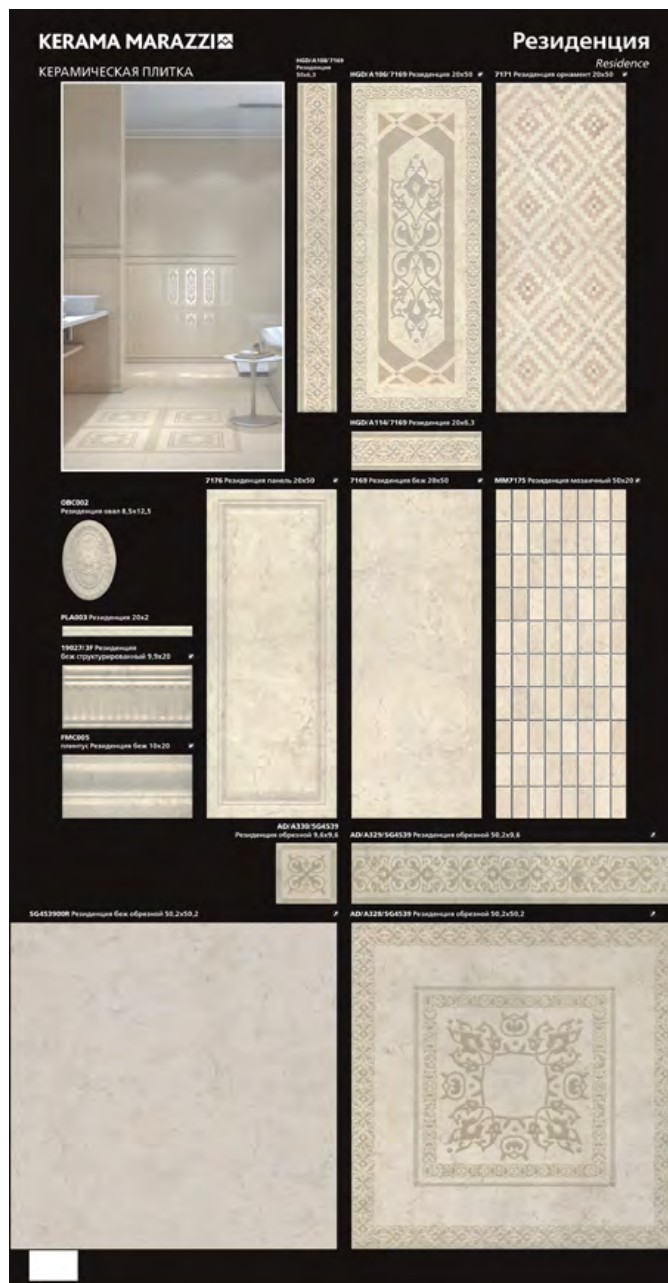 KERAMA MARAZZI
Резиденция
Residence
КЕРАМИЧЕСКАЯ ПЛИТКА
HGD/A108/7169
Резиденция
50x6,3
HGD/A106/7169 Резиденция 20x50
7171 Резиденция орнамент 20x50
HGD/A114/7169 Резиденция 20x6,3
7176 Резиденция панель 20x50
7169 Резиденция беж 20x50
MM7175 Резиденция мозаичный 50x20
OBC002
Резиденция овал 8,5x12,5
PLA003 Резиденция 20x2
19027/3F Резиденция
беж структурированный 9,9x20
FMC005
плинтус Резиденция беж 10x20
AD/A330/SG4539
Резиденция обрезной 9,6x9,6
AD/A329/SG4539 Резиденция обрезной 50,2x9,6
SG453900R Резиденция беж обрезной 50,2x50,2
AD/A328/SG4539 Резиденция обрезной 50,2x50,2